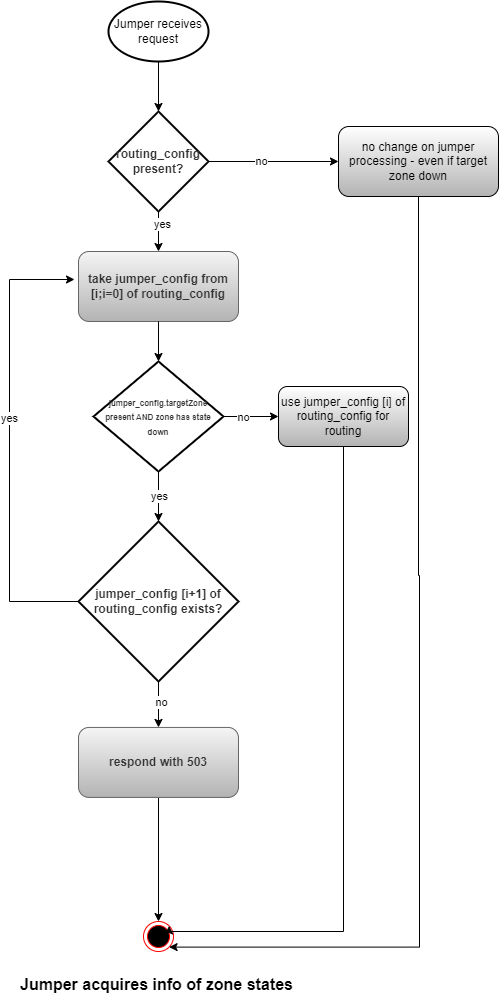 Jumper receives
request
routing_config
present?
no
no change on jumper
processing - even if target
zone down
yes
take jumper_config from
[i;i=0] of routing_config
jumper_config.targetZone
present AND zone has state
down
no
use jumper_config [i] of
routing_config for
routing
yes
yes
jumper_config [i+1] of
routing_config exists?
no
respond with 503
Jumper acquires info of zone states